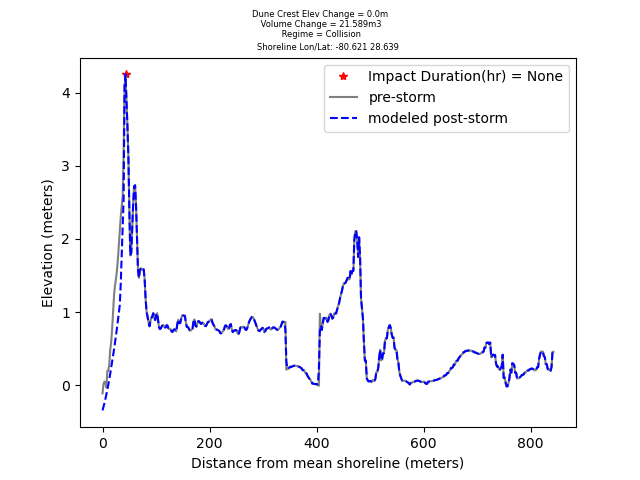 Dune Crest Elev Change = 0.0m
Volume Change = 21.589m3
Regime = Collision
Shoreline Lon/Lat: -80.621 28.639
Impact Duration(hr) = None
pre-storm
modeled post-storm
4
3
2
1
0
Elevation (meters)
0 200 400 600 800
Distance from mean shoreline (meters)